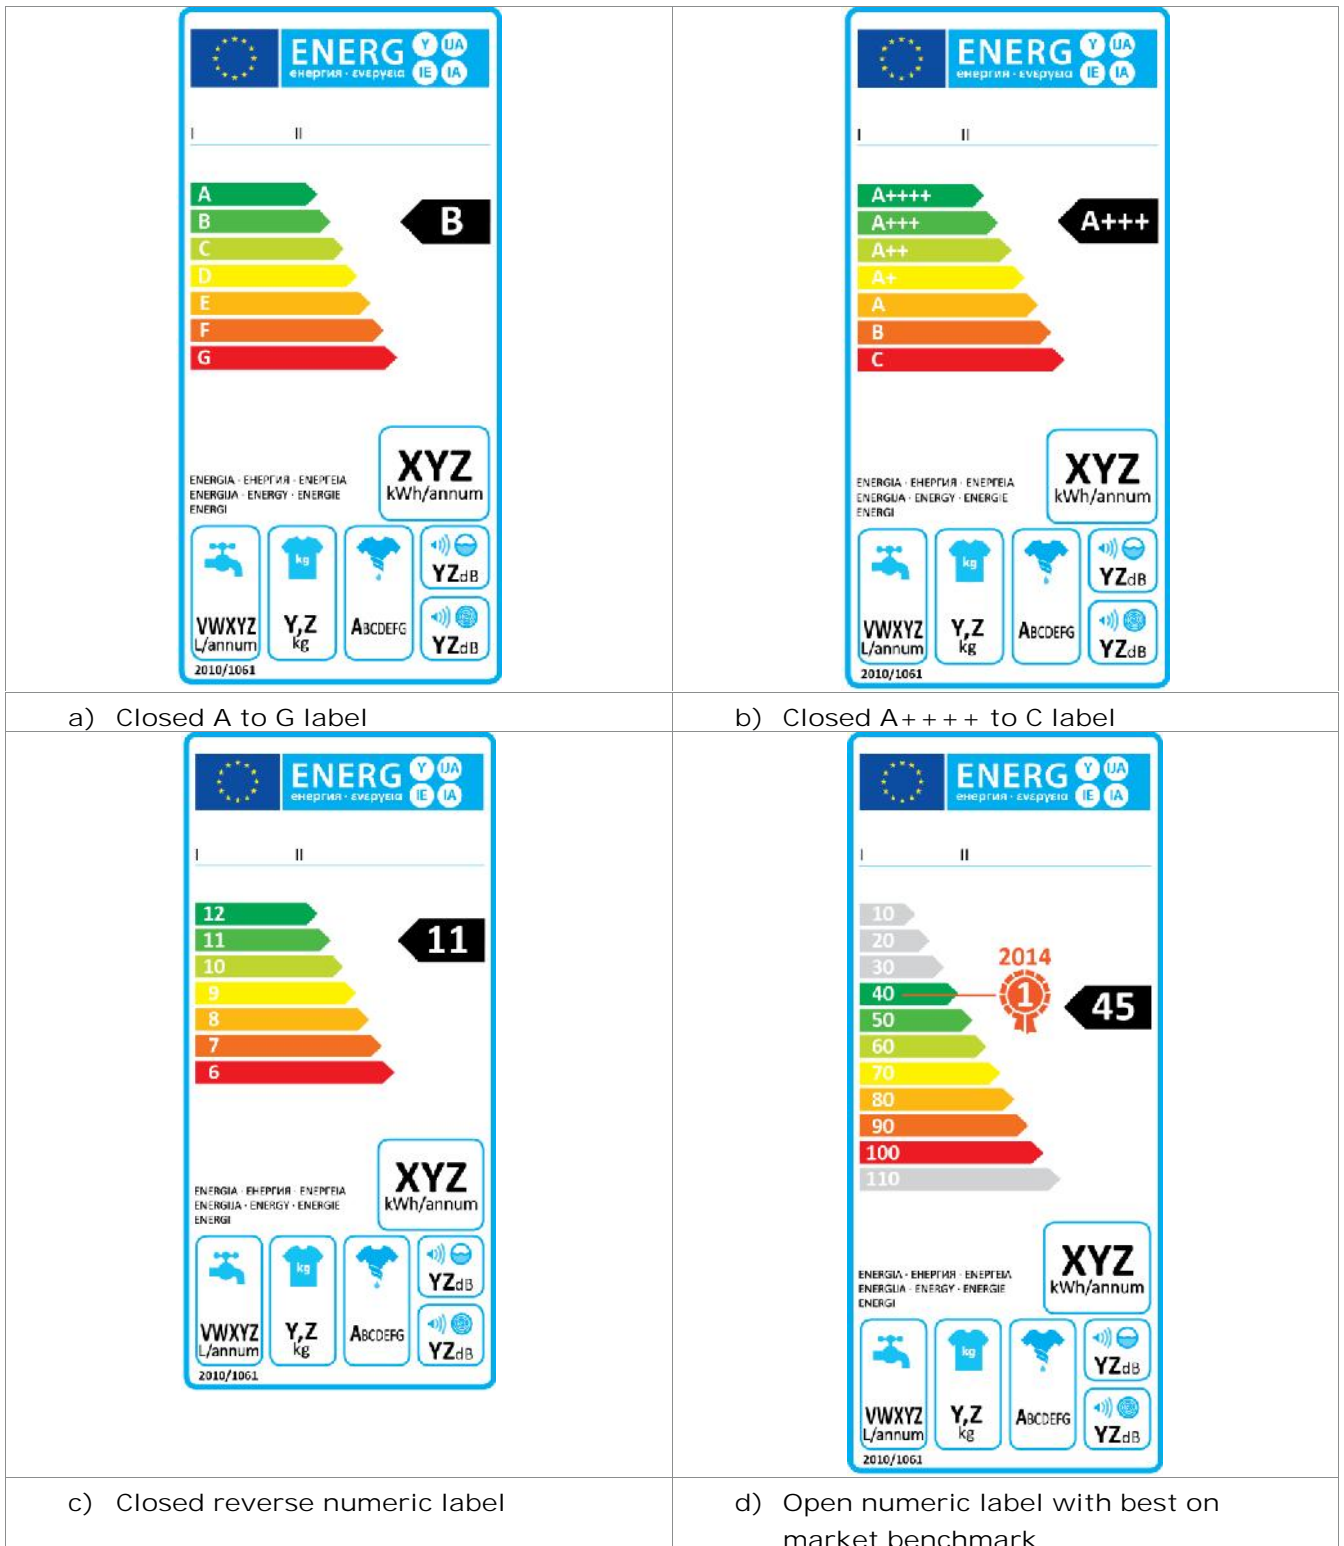 ENERG Y UA
енергия · ενεργεια IE IA
I II
A
B
C
D
E
F
G
B
XYZ
kWh/annum
ENERGIA · ЕНЕРГИЯ · ΕΝΕΡΓΕΙΑ
ENERGIJA · ENERGY · ENERGIE
ENERGI
VWXYZ
L/annum
Y,Z
kg
kg
ABCDEFG
YZdB
YZdB
2010/1061
a) Closed A to G label
ENERG Y UA
енергия · ενεργεια IE IA
I II
A++++
A+++
A++
A+
A
B
C
A+++
XYZ
kWh/annum
ENERGIA · ЕНЕРГИЯ · ΕΝΕΡΓΕΙΑ
ENERGIJA · ENERGY · ENERGIE
ENERGI
VWXYZ
L/annum
kg
Y,Z
kg
ABCDEFG
YZdB
YZdB
2010/1061
b) Closed A++++ to C label
ENERG Y UA
енергия · ενεργεια IE IA
I II
12
11
10
9
8
7
6
11
XYZ
kWh/annum
ENERGIA · ЕНЕРГИЯ · ΕΝΕΡΓΕΙΑ
ENERGIJA · ENERGY · ENERGIE
ENERGI
VWXYZ
L/annum
kg
Y,Z
kg
ABCDEFG
YZdB
YZdB
2010/1061
c) Closed reverse numeric label
ENERG Y UA
енергия · ενεργεια IE IA
I II
10
20
30
40
50
60
70
80
90
100
110
2014
1
45
XYZ
kWh/annum
ENERGIA · ЕНЕРГИЯ · ΕΝΕΡΓΕΙΑ
ENERGIJA · ENERGY · ENERGIE
ENERGI
VWXYZ
L/annum
kg
Y,Z
kg
ABCDEFG
YZdB
YZdB
2010/1061
d) Open numeric label with best on
market benchmark